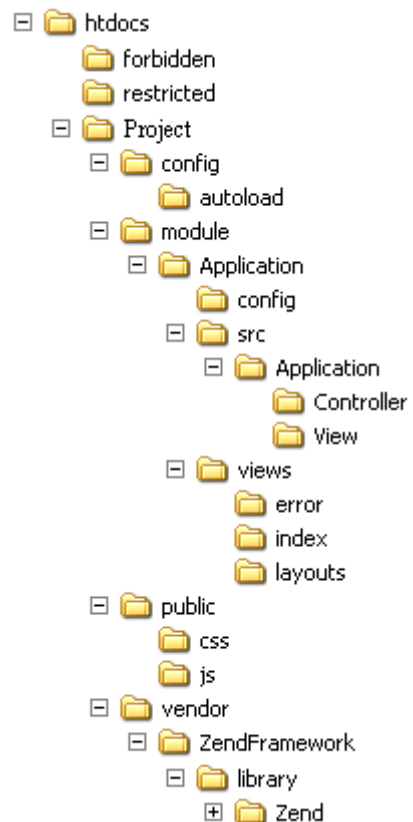 htdocs
forbidden
restricted
Project
config
autoload
module
Application
config
src
Application
Controller
View
views
error
index
layouts
public
css
js
vendor
ZendFramework
library
Zend